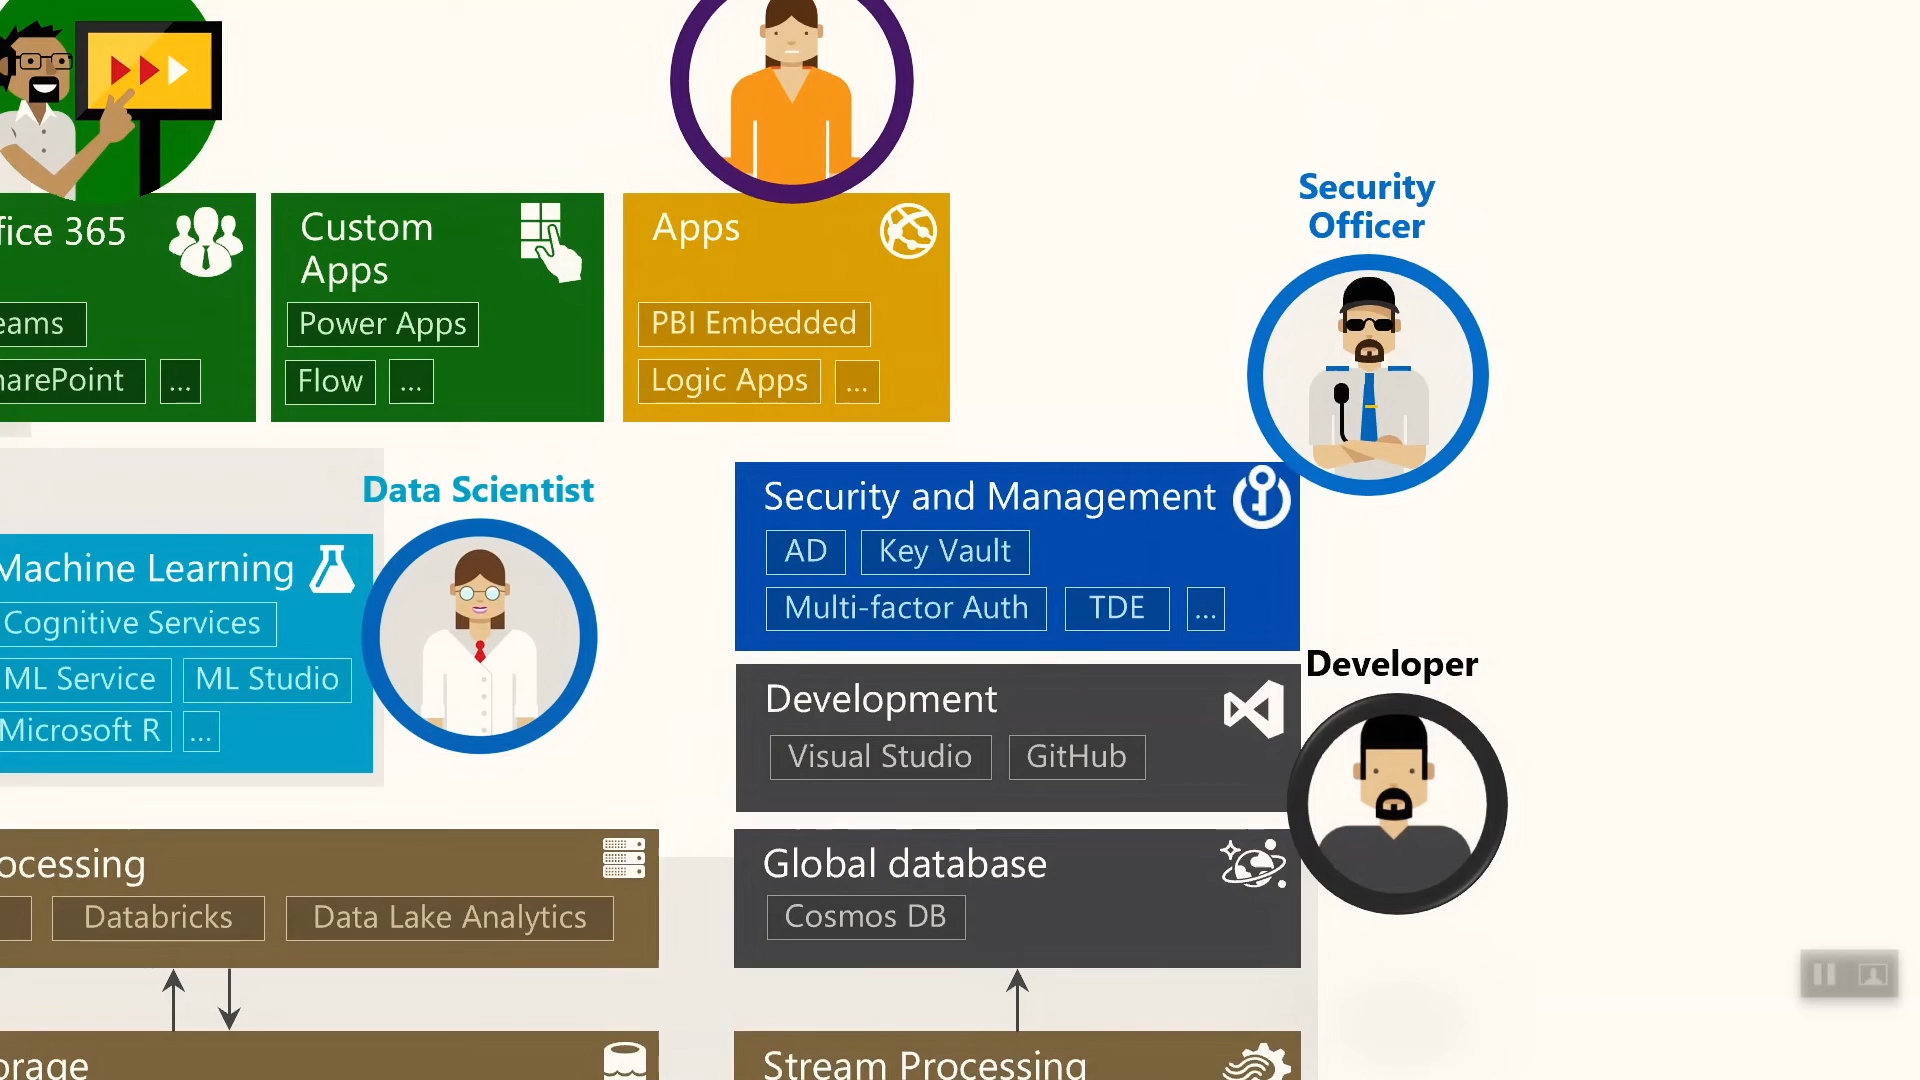 fice 365
eams
harePoint
...
Custom
Apps
Power Apps
Flow
...
Apps
PBI Embedded
Logic Apps
...
Security
Officer
Data Scientist
Machine Learning
Cognitive Services
ML Service
ML Studio
Microsoft R
...
Security and Management
AD
Key Vault
Multi-factor Auth
TDE
...
Developer
Development
Visual Studio
GitHub
ocessing
Databricks
Data Lake Analytics
Global database
Cosmos DB
orage
Stream Processing